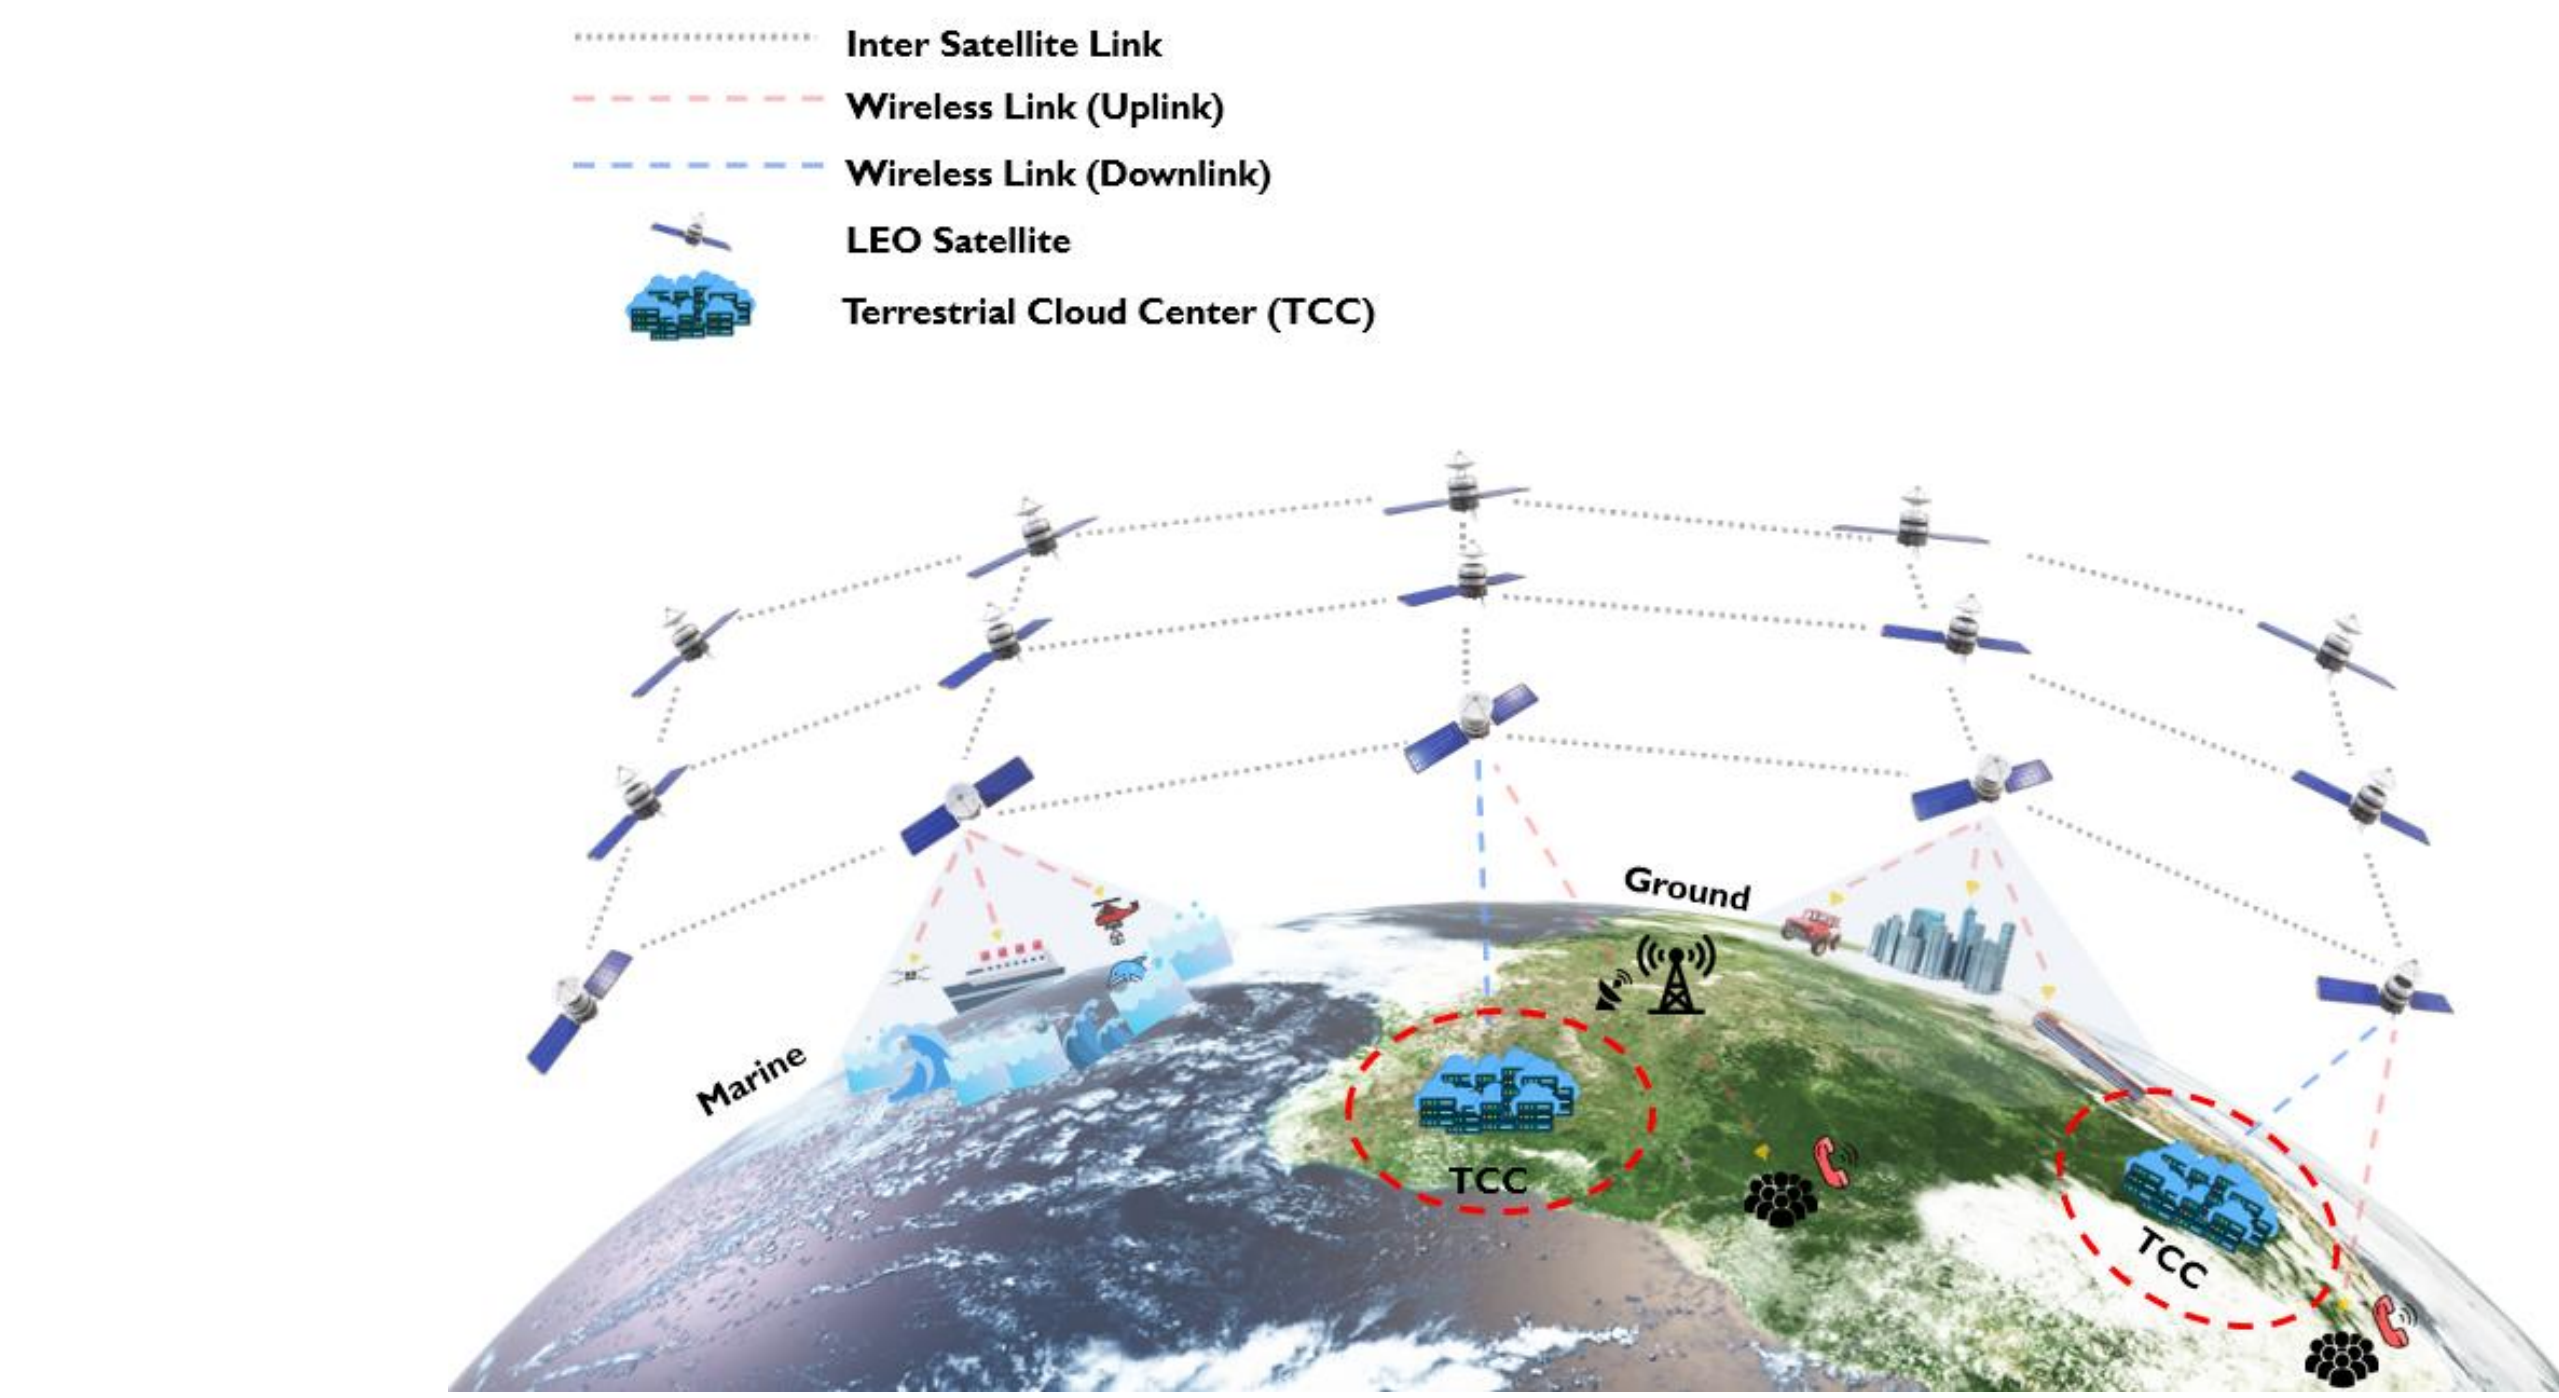 Inter Satellite Link
Wireless Link (Uplink)
Wireless Link (Downlink)
LEO Satellite
Terrestrial Cloud Center (TCC)
Ground
Marine
TCC
TCC